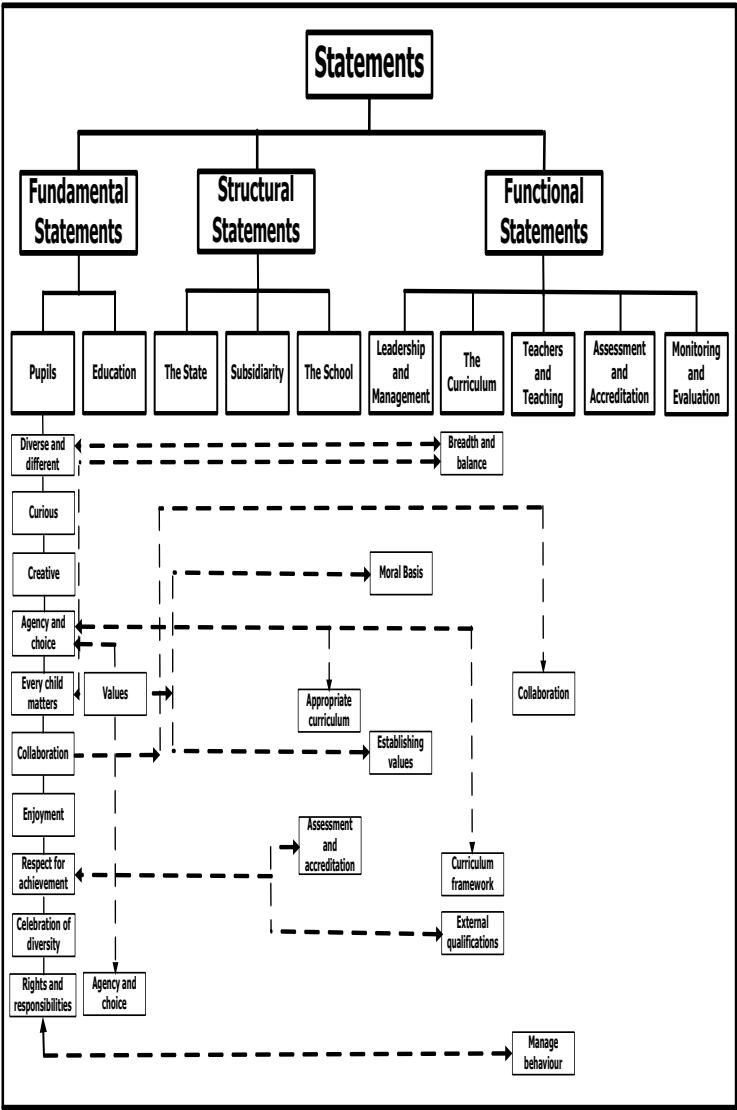 Statements
Fundamental
Statements
Structural
Statements
Functional
Statements
Pupils
Education
The State
Subsidiarity
The School
Leadership
and
Management
The
Curriculum
Teachers
and
Teaching
Assessment
and
Accreditation
Monitoring
and
Evaluation
Diverse and
different
Breadth and
balance
Curious
Creative
Moral Basis
Agency and
choice
Every child
matters
Values
Appropriate
curriculum
Collaboration
Collaboration
Establishing
values
Enjoyment
Assessment
and
accreditation
Respect for
achievement
Curriculum
framework
Celebration of
diversity
External
qualifications
Rights and
responsibilities
Agency and
choice
Manage
behaviour